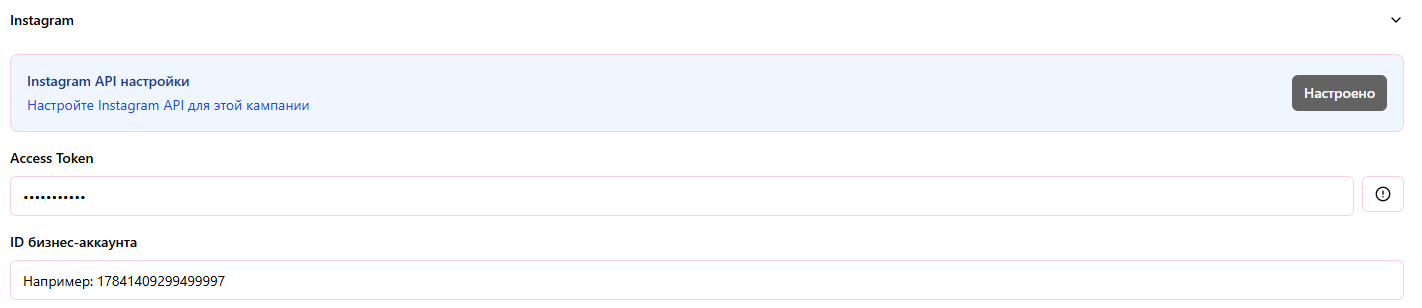 Instagram
Instagram API настройки
Настройте Instagram API для этой кампании
Настроено
Access Token
•••••••••••
ID бизнес-аккаунта
Например: 17841409299499997